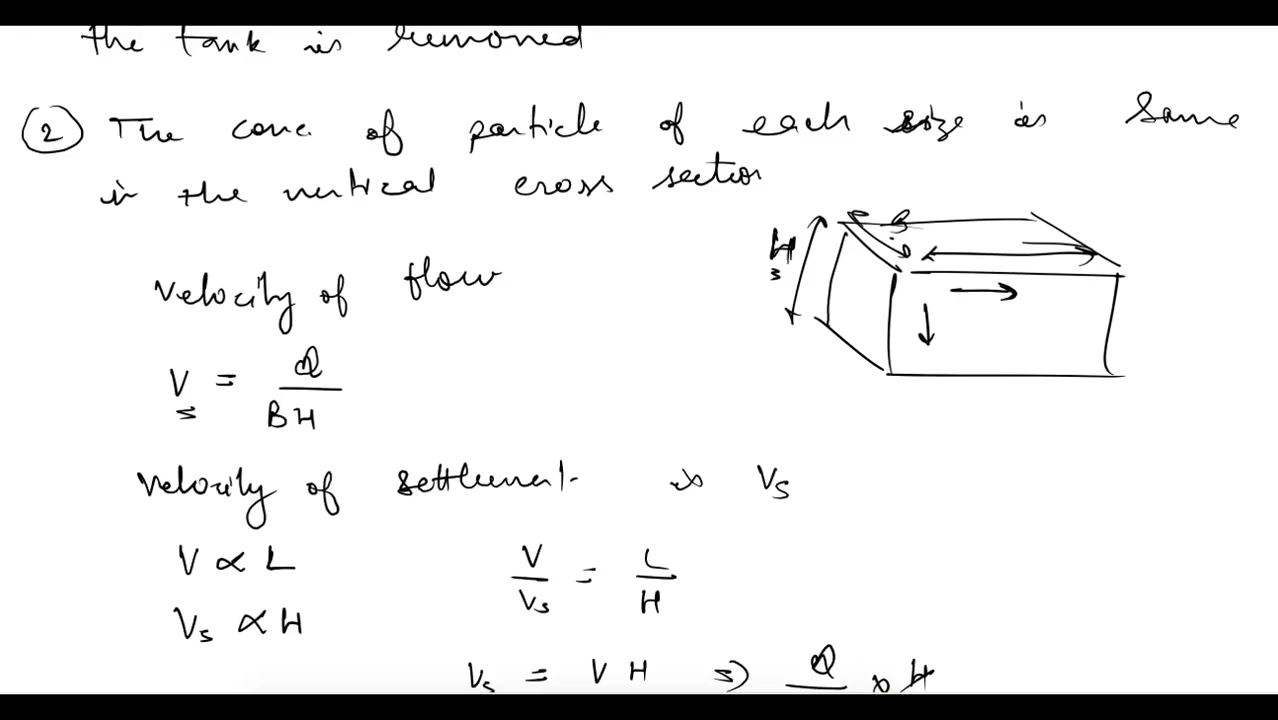 the tank is removed
② The conc of particle of each size is same
in the vertical cross section
B
H
velocity of flow
V = Q / BH
velocity of settlement is Vs
V ∝ L
V / Vs = L / H
Vs ∝ H
Vs = V H ⇒ Q × H